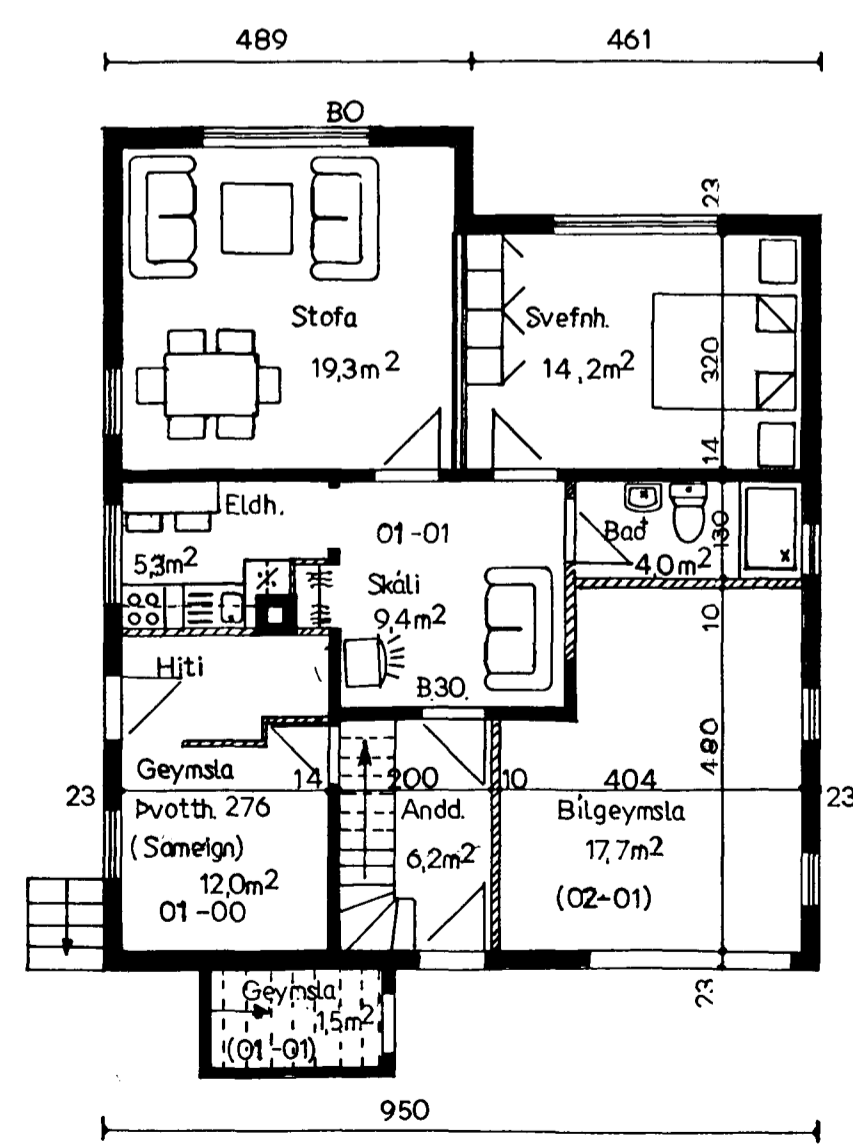 489
461
BO
23
Stofa
19,3m2
Svefnh.
14,2m2
320
14
Eldh.
5,3m2
01-01
Skáli
9,4m2
Bað
4,0m2
130
10
Hiti
B30.
480
Geymsla
14
200
10
404
23
23
Þvotth. 276
(Sameign)
12,0m2
01-00
Andd.
6,2m2
Bílgeymsla
17,7m2
(02-01)
Geymsla
1,5m2
(01-01)
23
950